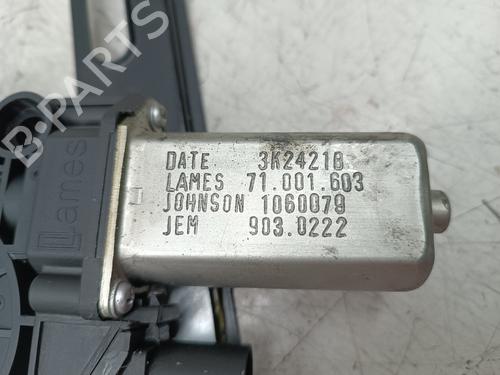 B-PARTS
Lames
DATE 3K24218
LAMES 71.001.603
JOHNSON 1060079
JEM 903.0222